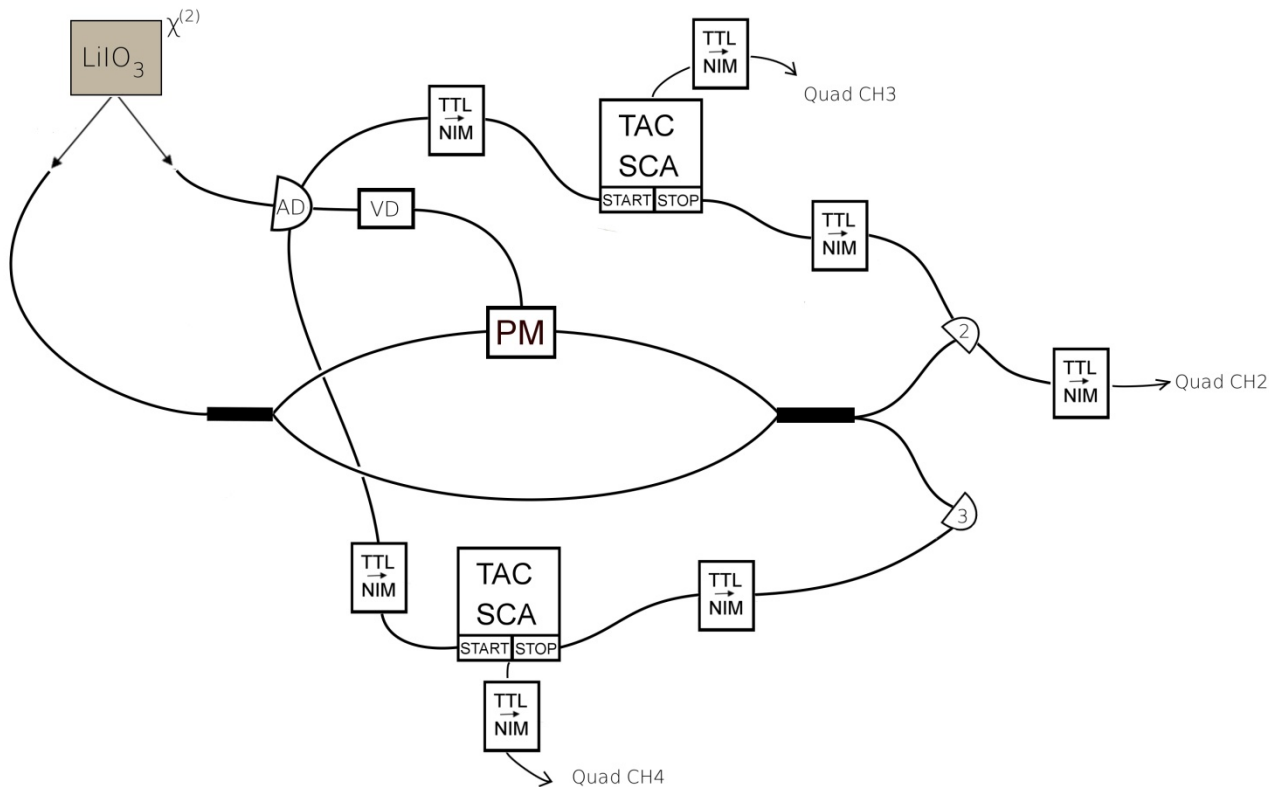 LiIO₃
χ⁽²⁾
TTL
→
NIM
Quad CH3
TTL
→
NIM
TAC
SCA
START STOP
AD
VD
TTL
→
NIM
PM
2
TTL
→
NIM
Quad CH2
3
TTL
→
NIM
TAC
SCA
START STOP
TTL
→
NIM
TTL
→
NIM
Quad CH4